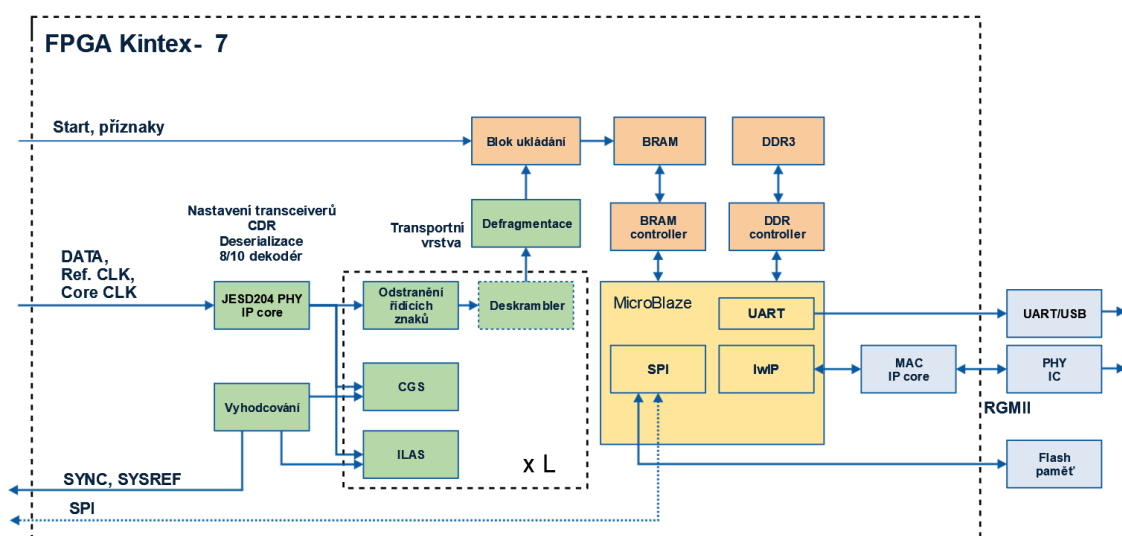 FPGA Kintex- 7
Start, příznaky
Blok ukládání
BRAM
DDR3
Nastavení transceiverů
CDR
Deserializace
8/10 dekodér
Transportní
vrstva
Defragmentace
BRAM
controller
DDR
controller
DATA,
Ref. CLK,
Core CLK
JESD204 PHY
IP core
Odstranění
řídících
znaků
Deskrambler
MicroBlaze
UART
UART/USB
CGS
SPI
lwIP
MAC
IP core
PHY
IC
Vyhodcování
RGMII
ILAS
x L
Flash
paměť
SYNC, SYSREF
SPI